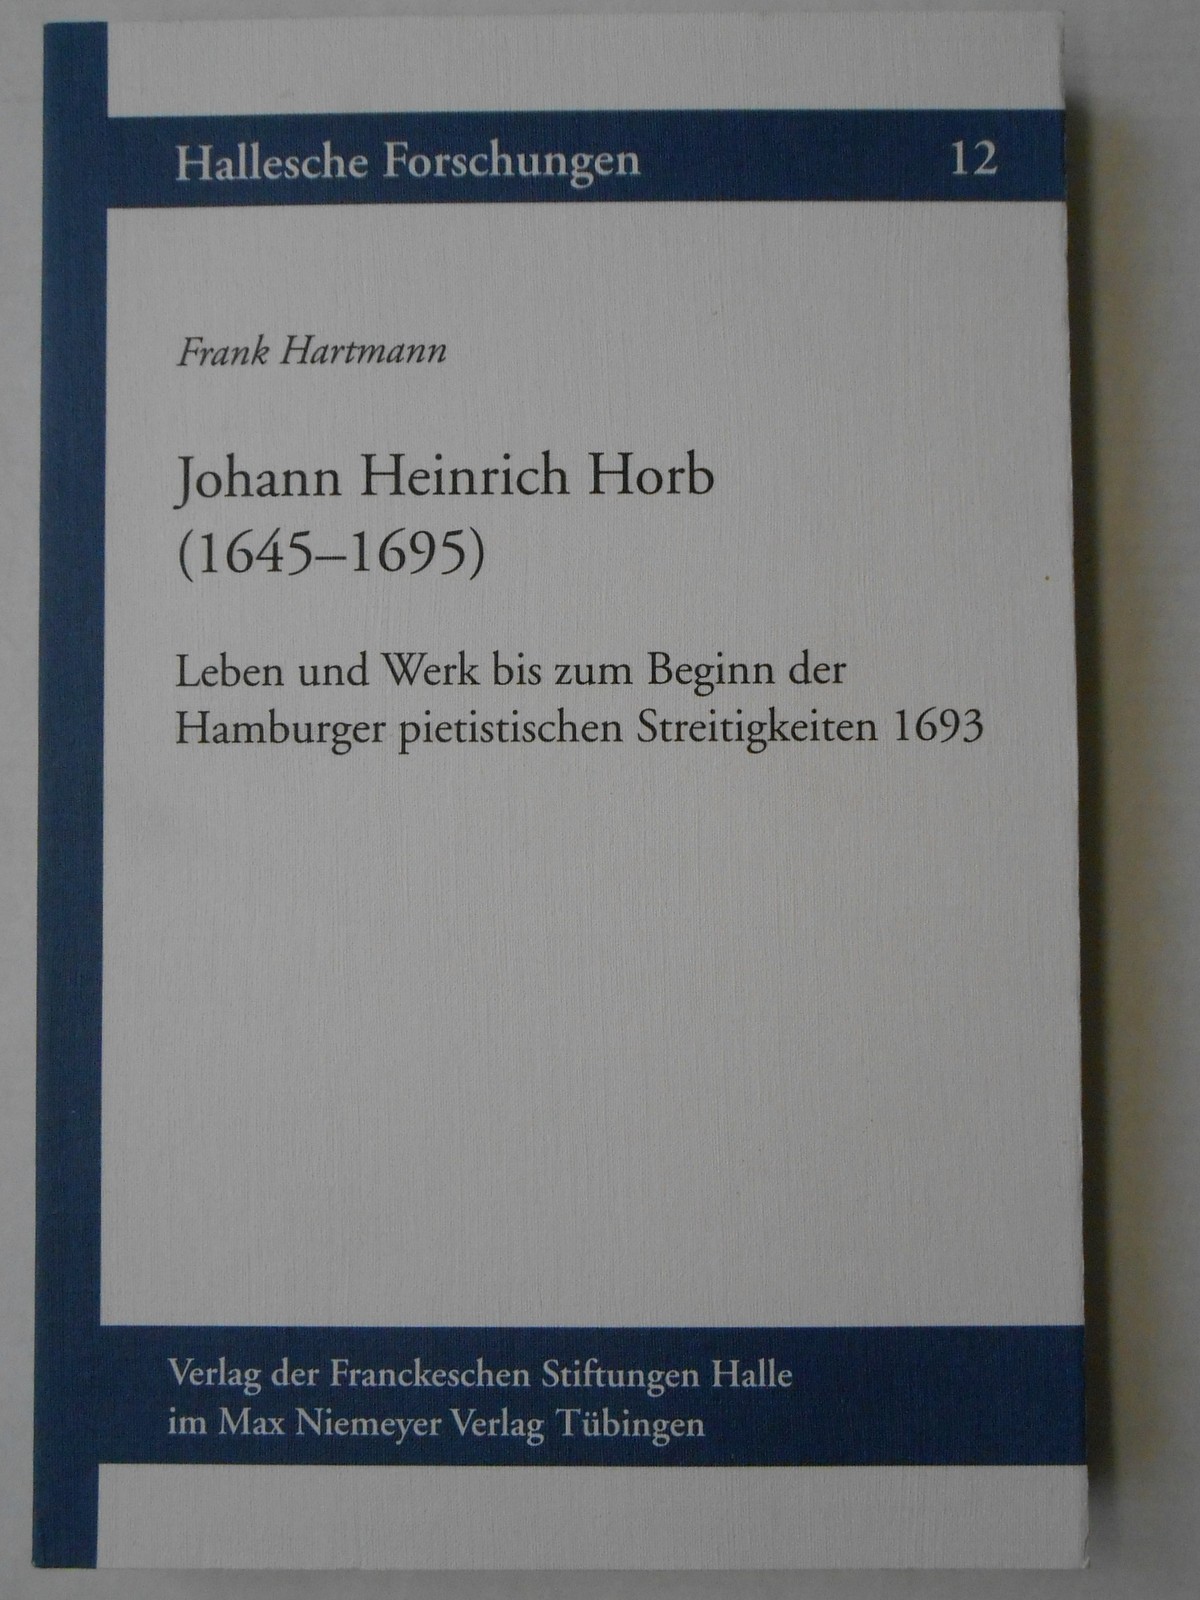 Hallesche Forschungen 12
Frank Hartmann
Johann Heinrich Horb
(1645–1695)
Leben und Werk bis zum Beginn der
Hamburger pietistischen Streitigkeiten 1693
Verlag der Franckeschen Stiftungen Halle
im Max Niemeyer Verlag Tübingen